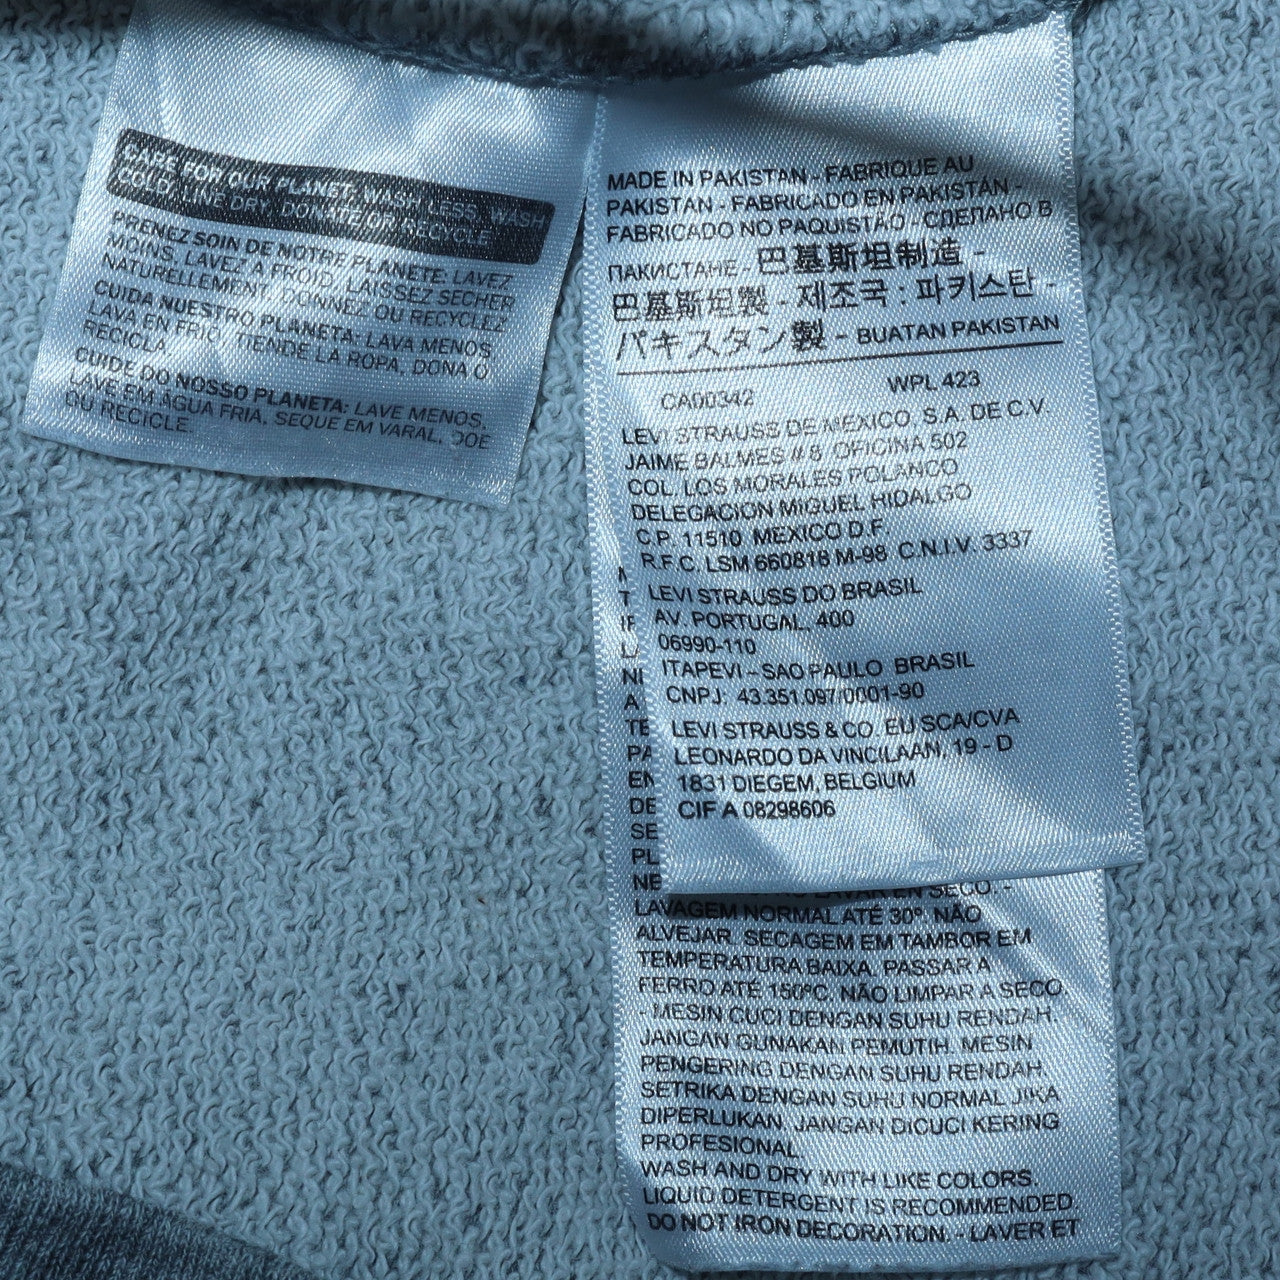 CARE FOR OUR PLANET: WASH LESS, WASH
COLD, LINE DRY, DONATE/OR RECYCLE
PRENEZ SOIN DE NOTRE PLANETE: LAVEZ
MOINS, LAVEZ A FROID, LAISSEZ SECHER
NATURELLEMENT, DONNEZ OU RECYCLEZ
CUIDA NUESTRO PLANETA: LAVA MENOS
LAVA EN FRIO, TIENDE LA ROPA, DONA O
RECICLA.
CUIDE DO NOSSO PLANETA: LAVE MENOS,
LAVE EM ÁGUA FRIA, SEQUE EM VARAL, DOE
OU RECICLE.
MADE IN PAKISTAN - FABRIQUE AU
PAKISTAN - FABRICADO EN PAKISTÁN -
FABRICADO NO PAQUISTÃO - СДЕЛАНО В
ПАКИСТАНЕ - 巴基斯坦制造 -
巴基斯坦製 - 제조국 : 파키스탄 -
パキスタン製 - BUATAN PAKISTAN
CA00342 WPL 423
LEVI STRAUSS DE MEXICO, S.A. DE C.V.
JAIME BALMES # 8 OFICINA 502
COL. LOS MORALES POLANCO
DELEGACION MIGUEL HIDALGO
C.P. 11510 MEXICO D.F.
R.F.C. LSM 660818 M-98 C.N.I.V. 3337
LEVI STRAUSS DO BRASIL
AV. PORTUGAL, 400
06990-110
ITAPEVI - SAO PAULO BRASIL
CNPJ: 43.351.097/0001-90
LEVI STRAUSS & CO. EU SCA/CVA
LEONARDO DA VINCILAAN, 19 - D
1831 DIEGEM, BELGIUM
CIF A 08298606
LAVAR EN SECO. -
LAVAGEM NORMAL ATÉ 30º. NÃO
ALVEJAR. SECAGEM EM TAMBOR EM
TEMPERATURA BAIXA. PASSAR A
FERRO ATÉ 150ºC. NÃO LIMPAR A SECO.
- MESIN CUCI DENGAN SUHU RENDAH.
JANGAN GUNAKAN PEMUTIH. MESIN
PENGERING DENGAN SUHU RENDAH.
SETRIKA DENGAN SUHU NORMAL JIKA
DIPERLUKAN. JANGAN DICUCI KERING
PROFESIONAL.
WASH AND DRY WITH LIKE COLORS.
LIQUID DETERGENT IS RECOMMENDED.
DO NOT IRON DECORATION. - LAVER ET